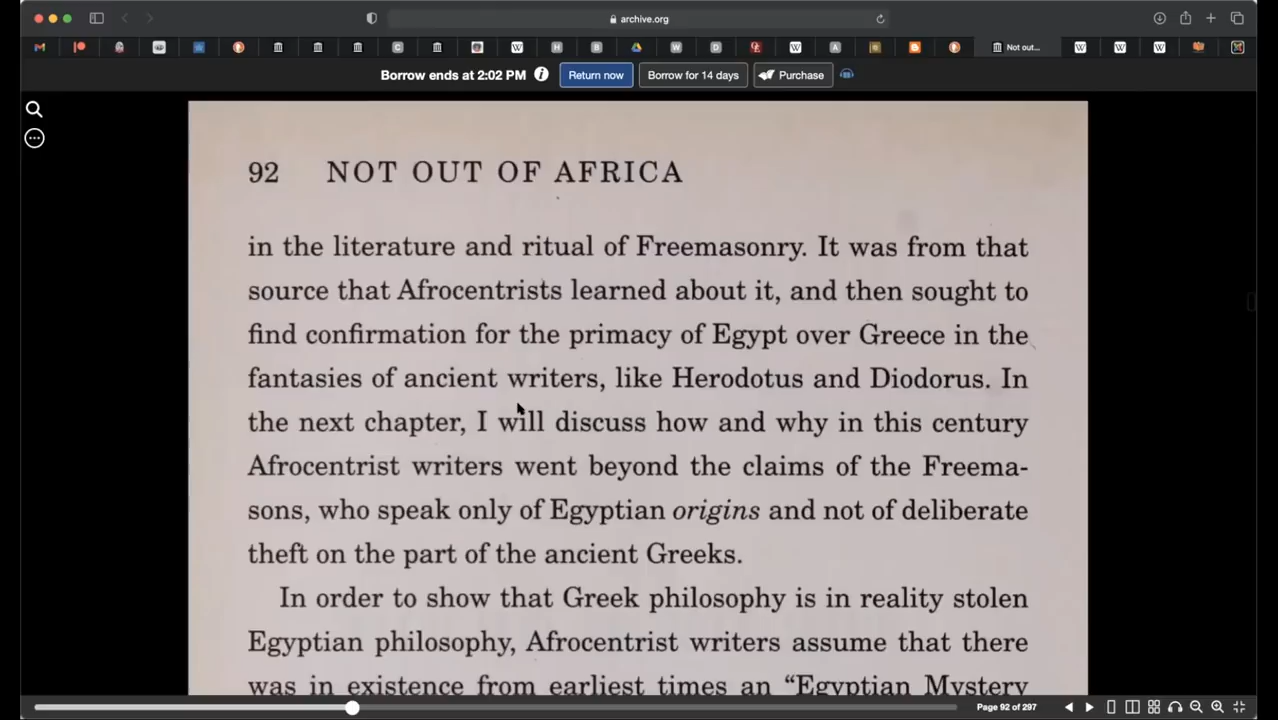 archive.org
Not out...
Borrow ends at 2:02 PM
Return now
Borrow for 14 days
Purchase
92 NOT OUT OF AFRICA
in the literature and ritual of Freemasonry. It was from that
source that Afrocentrists learned about it, and then sought to
find confirmation for the primacy of Egypt over Greece in the
fantasies of ancient writers, like Herodotus and Diodorus. In
the next chapter, I will discuss how and why in this century
Afrocentrist writers went beyond the claims of the Freema-
sons, who speak only of Egyptian origins and not of deliberate
theft on the part of the ancient Greeks.
In order to show that Greek philosophy is in reality stolen
Egyptian philosophy, Afrocentrist writers assume that there
was in existence from earliest times an “Egyptian Mystery
Page 92 of 297